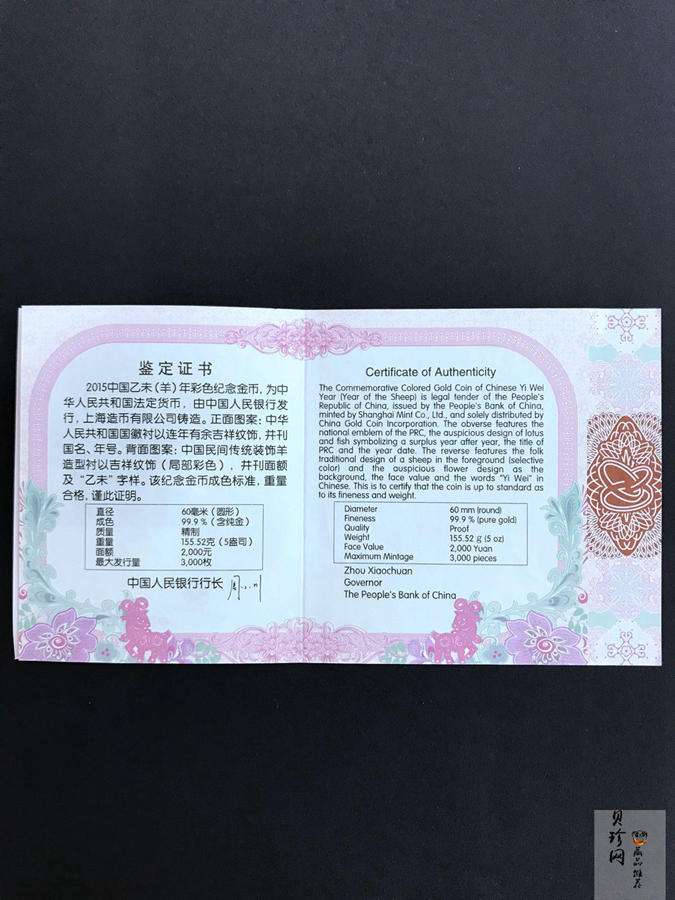 鉴定证书
2015中国乙未(羊)年彩色纪念金币，为中
华人民共和国法定货币，由中国人民银行发
行，上海造币有限公司铸造。正面图案：中华
人民共和国国徽衬以连年有余吉祥纹饰，并刊
国名、年号。背面图案：中国民间传统装饰羊
造型衬以吉祥纹饰（局部彩色），并刊面额
及“乙未”字样。该纪念金币成色标准，重量
合格，谨此证明。
直径 60毫米（圆形）
成色 99.9％（含纯金）
质量 精制
重量 155.52克(5盎司)
面额 2,000元
最大发行量 3,000枚
中国人民银行行长
Certificate of Authenticity
The Commemorative Colored Gold Coin of Chinese Yi Wei
Year (Year of the Sheep) is legal tender of the People's
Republic of China, issued by the People's Bank of China,
minted by Shanghai Mint Co., Ltd., and solely distributed by
China Gold Coin Incorporation. The obverse features the
national emblem of the PRC, the auspicious design of lotus
and fish symbolizing a surplus year after year, the title of
PRC and the year date. The reverse features the folk
traditional design of a sheep in the foreground (selective
color) and the auspicious flower design as the
background, the face value and the words "Yi Wei" in
Chinese. This is to certify that the coin is up to standard as
to its fineness and weight.
Diameter 60 mm (round)
Fineness 99.9 % (pure gold)
Quality Proof
Weight 155.52 g (5 oz)
Face Value 2,000 Yuan
Maximum Mintage 3,000 pieces
Zhou Xiaochuan
Governor
The People's Bank of China
贝珍网
藏品推荐